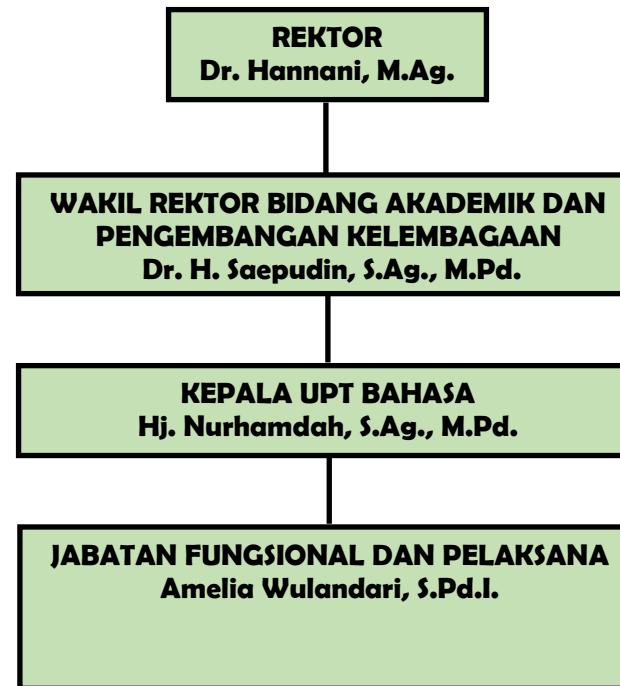 REKTOR
Dr. Hannani, M.Ag.
WAKIL REKTOR BIDANG AKADEMIK DAN
PENGEMBANGAN KELEMBAGAAN
Dr. H. Saepudin, S.Ag., M.Pd.
KEPALA UPT BAHASA
Hj. Nurhamdah, S.Ag., M.Pd.
JABATAN FUNGSIONAL DAN PELAKSANA
Amelia Wulandari, S.Pd.I.